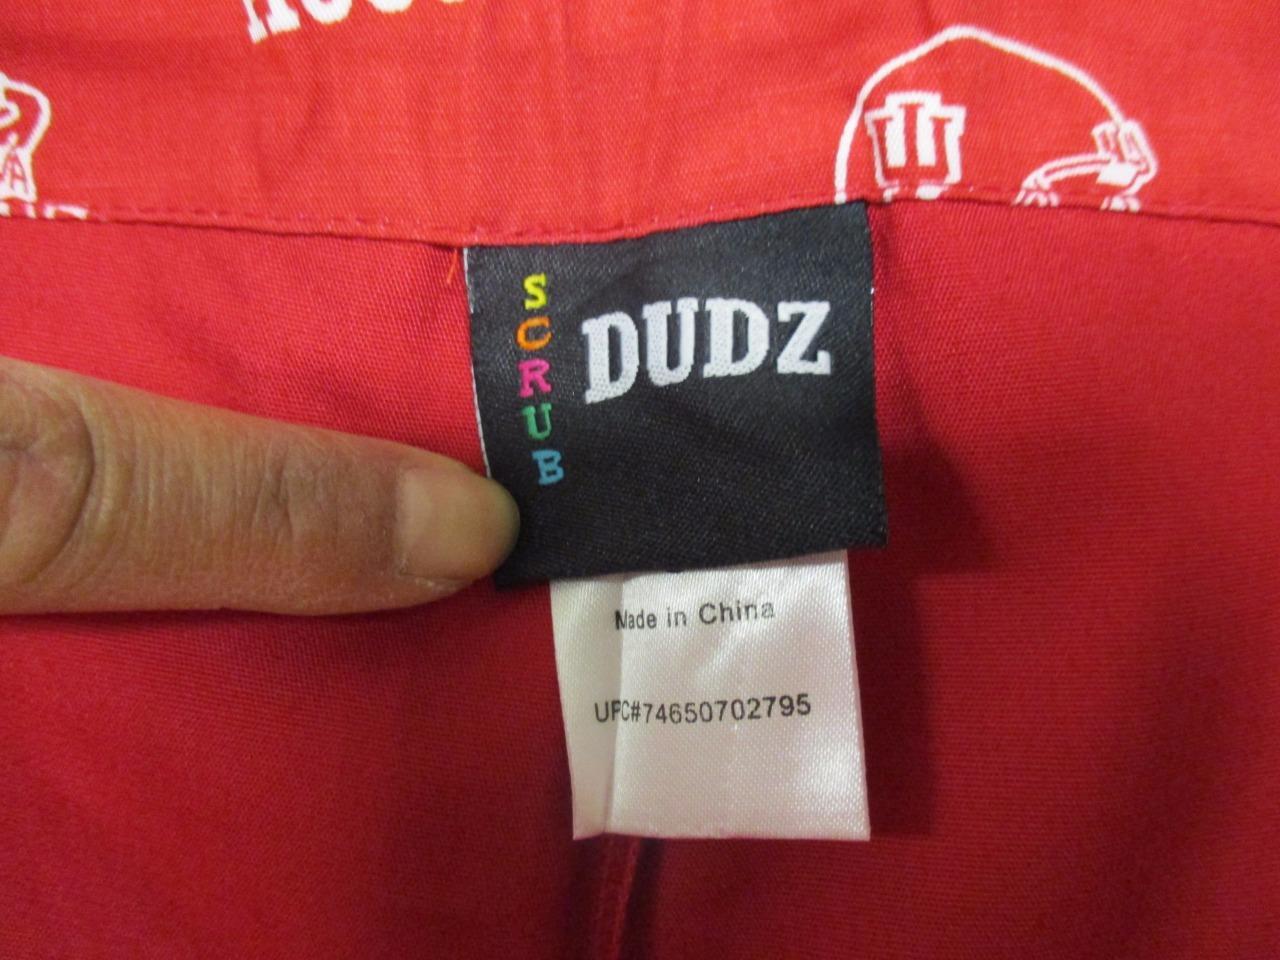 SCRUB
DUDZ
Made in China
UPC#74650702795